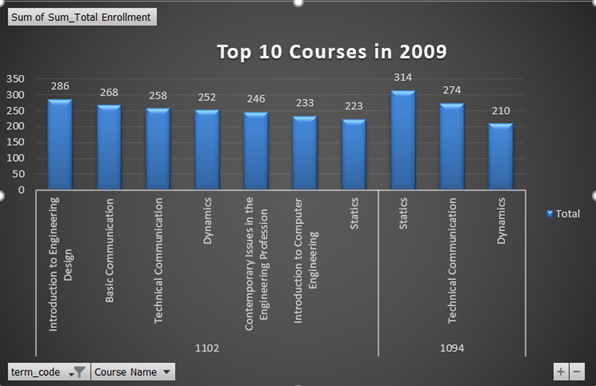 Sum of Sum_Total Enrollment
Top 10 Courses in 2009
350
300
250
200
150
100
50
0
286
268
258
252
246
233
223
314
274
210
Introduction to Engineering
Design
Basic Communication
Technical Communication
Dynamics
Contemporary Issues In the
Engineering Profession
Introduction to Computer
Engineering
Statics
Statics
Technical Communication
Dynamics
1102
1094
Total
term_code
Course Name
+ −